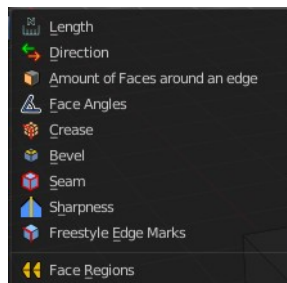 Length
Direction
Amount of Faces around an edge
Face Angles
Crease
Bevel
Seam
Sharpness
Freestyle Edge Marks
Face Regions